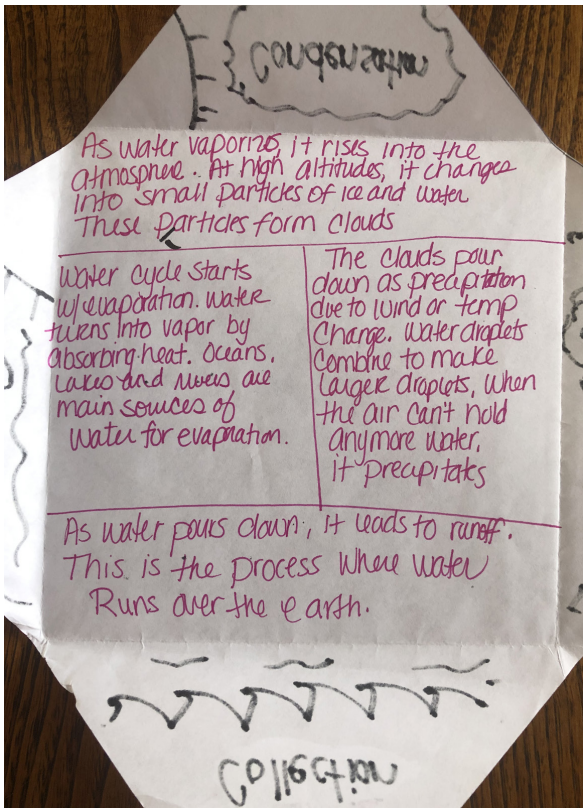 Condensation
As water vaporizes, it rises into the
atmosphere. At high altitudes, it changes
into small particles of ice and water
These particles form clouds
Water cycle starts
w/evaporation. Water
turns into vapor by
absorbing heat. Oceans,
Lakes and rivers are
main sources of
water for evapration.
The clouds pour
down as precapitation
due to wind or temp
Change. Water droplets
Combine to make
larger droplets, when
the air can't hold
anymore water,
it precipitates
As water pours down, it leads to runoff.
This is the process where water
Runs over the earth.
Collection